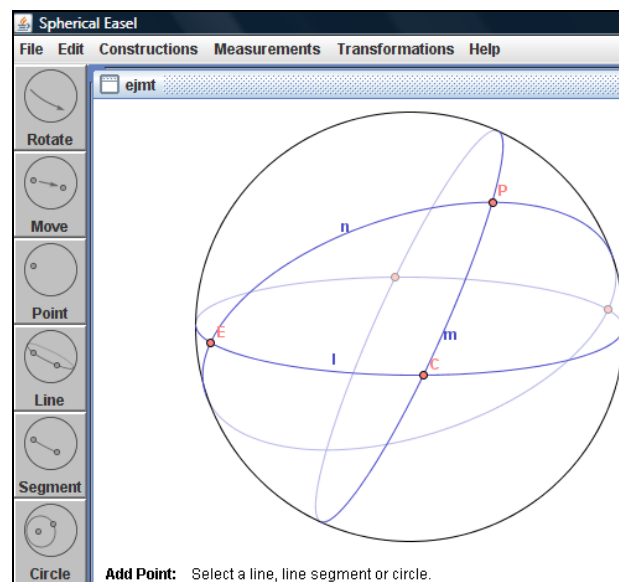 Spherical Easel
File Edit Constructions Measurements Transformations Help
ejmt
Rotate
Move
Point
Line
Segment
Circle
P
n
E
l
m
C
Add Point: Select a line, line segment or circle.